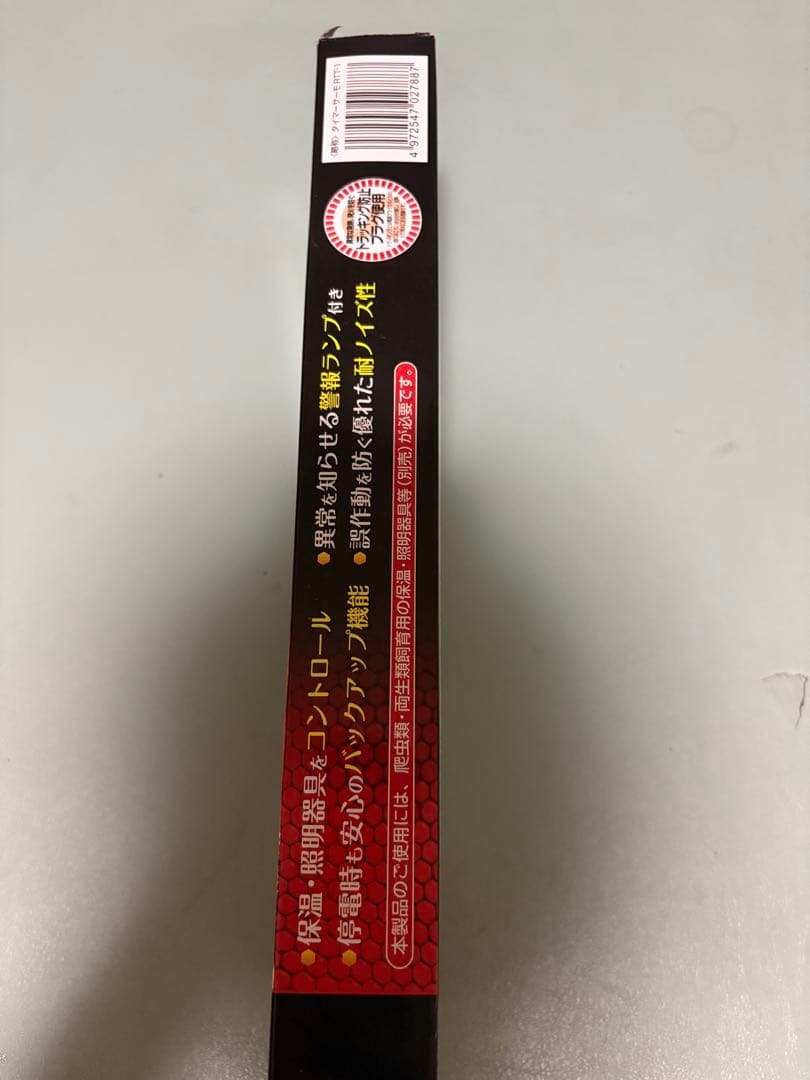 ●保温・照明器具をコントロール
●停電時も安心のバックアップ機能
●異常を知らせる警報ランプ付き
●誤作動を防ぐ優れた耐ノイズ性
本製品のご使用には、爬虫類・両生類飼育用の保温・照明器具等(別売)が必要です。
トラッキング防止
プラグ使用
(略称) タイマーサーモ RTT-1
4 972547 027887